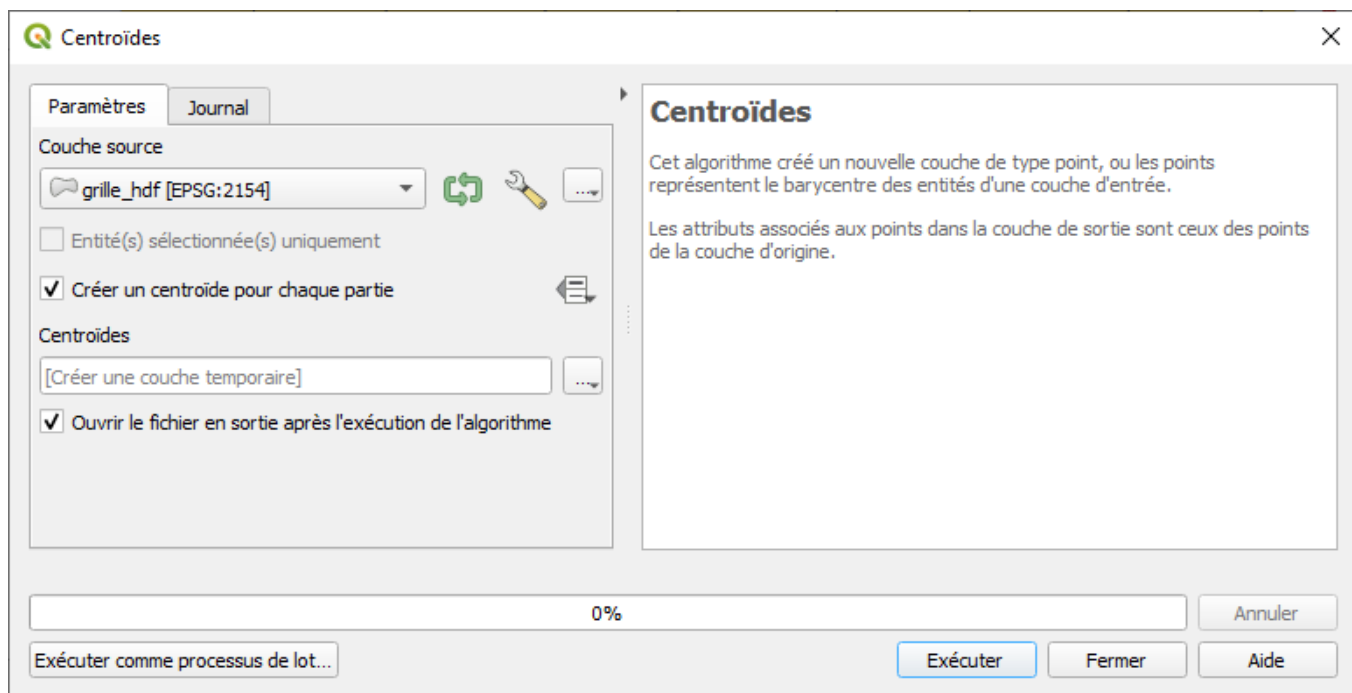 Centroïdes
Paramètres
Journal
Couche source
grille_hdf [EPSG:2154]
...
Entité(s) sélectionnée(s) uniquement
Créer un centroïde pour chaque partie
Centroïdes
[Créer une couche temporaire]
...
Ouvrir le fichier en sortie après l'exécution de l'algorithme
Centroïdes
Cet algorithme créé un nouvelle couche de type point, ou les points
représentent le barycentre des entités d'une couche d'entrée.
Les attributs associés aux points dans la couche de sortie sont ceux des points
de la couche d'origine.
0%
Annuler
Exécuter comme processus de lot...
Exécuter
Fermer
Aide